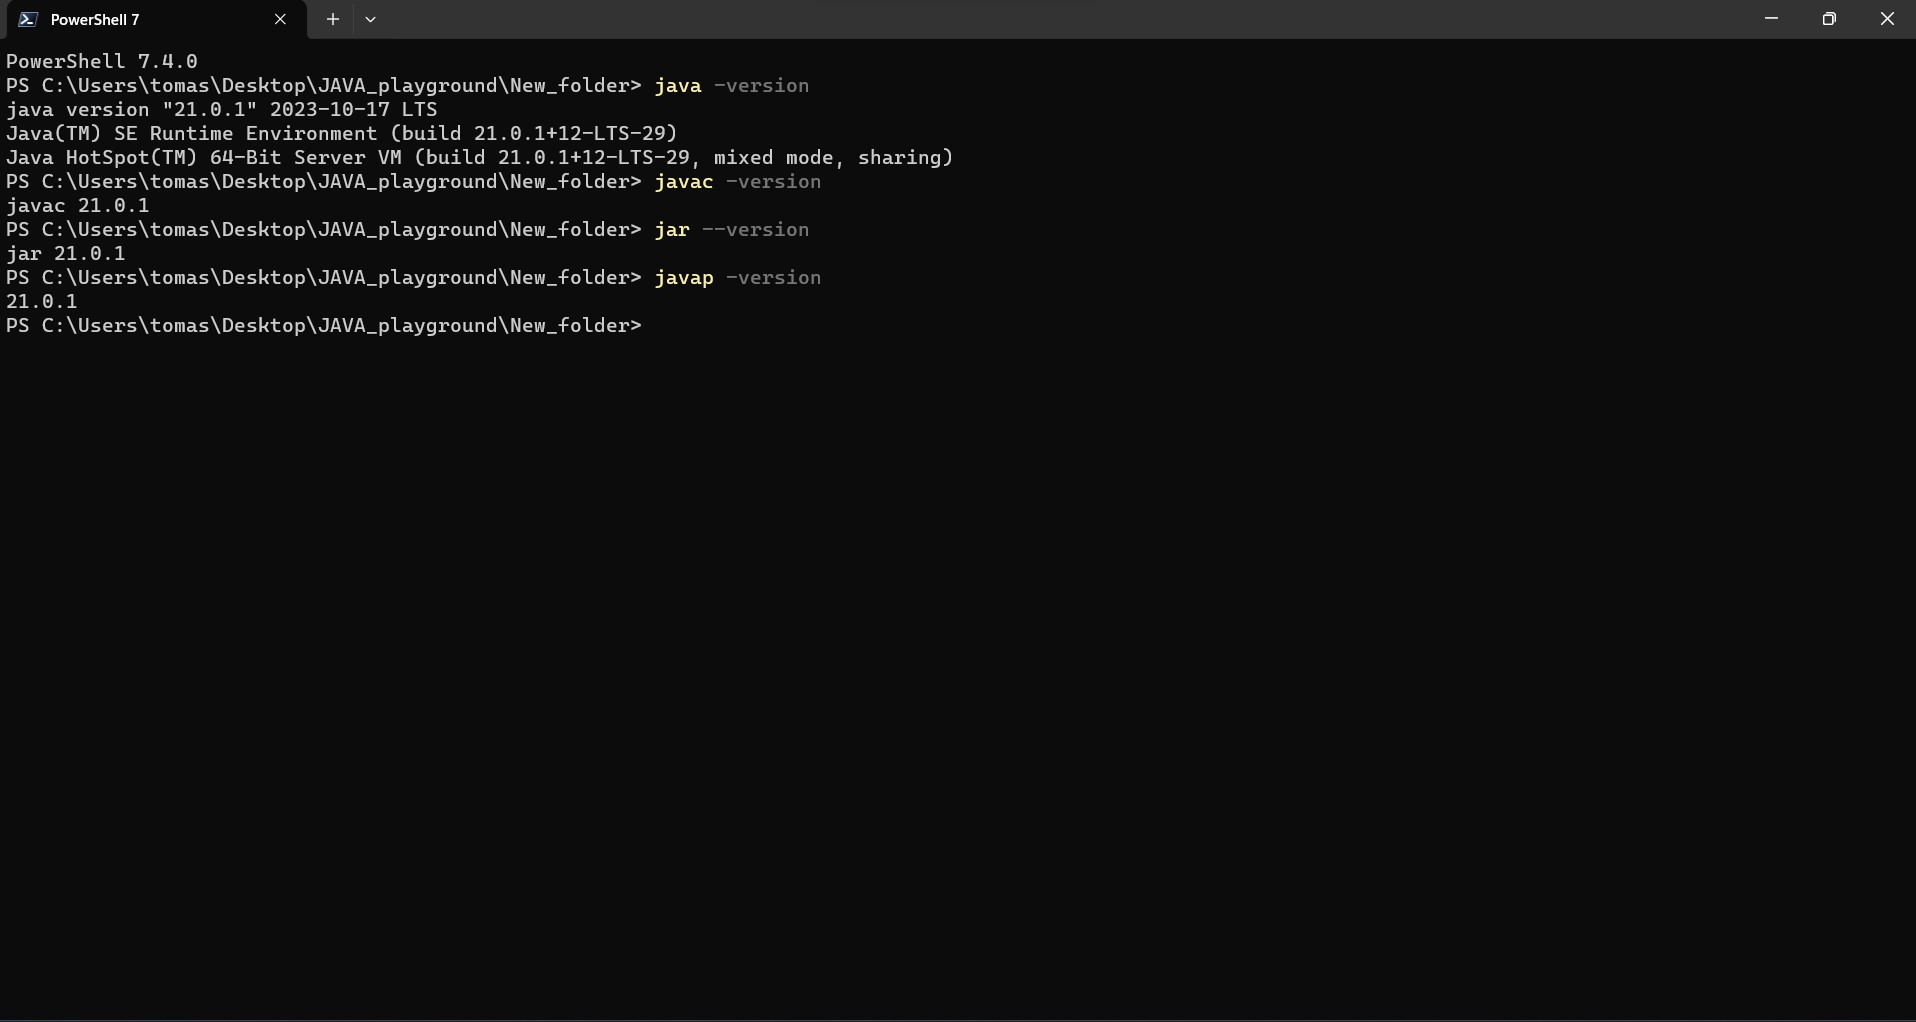 PowerShell 7
PowerShell 7.4.0
PS C:\Users\tomas\Desktop\JAVA_playground\New_folder> java -version
java version "21.0.1" 2023-10-17 LTS
Java(TM) SE Runtime Environment (build 21.0.1+12-LTS-29)
Java HotSpot(TM) 64-Bit Server VM (build 21.0.1+12-LTS-29, mixed mode, sharing)
PS C:\Users\tomas\Desktop\JAVA_playground\New_folder> javac -version
javac 21.0.1
PS C:\Users\tomas\Desktop\JAVA_playground\New_folder> jar --version
jar 21.0.1
PS C:\Users\tomas\Desktop\JAVA_playground\New_folder> javap -version
21.0.1
PS C:\Users\tomas\Desktop\JAVA_playground\New_folder>